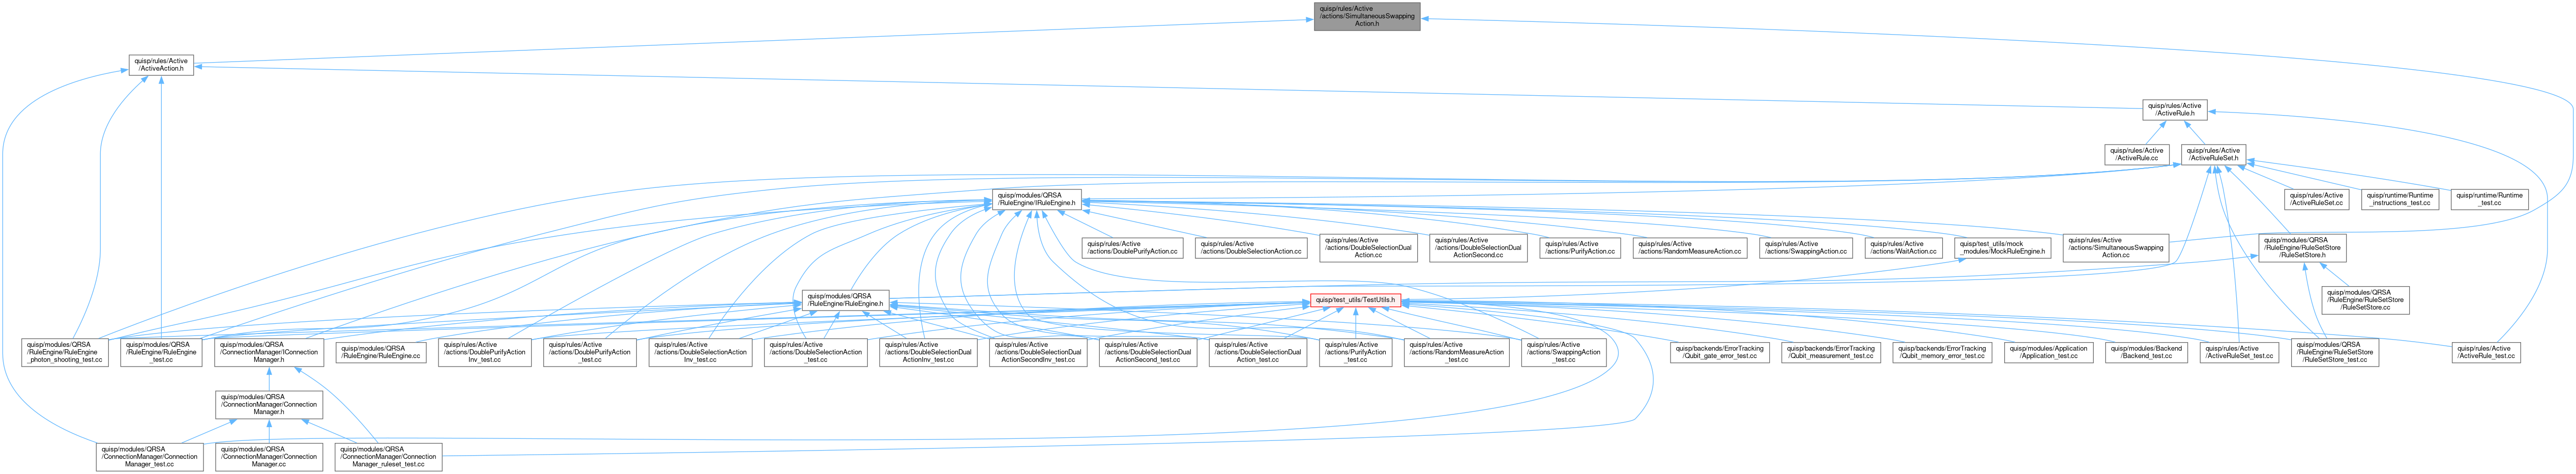 quisp/rules/Active
/actions/SimultaneousSwapping
Action.h
quisp/rules/Active
/ActiveAction.h
quisp/rules/Active
/ActiveRule.h
quisp/rules/Active
/ActiveRule.cc
quisp/rules/Active
/ActiveRuleSet.h
quisp/modules/QRSA
/RuleEngine/IRuleEngine.h
quisp/rules/Active
/ActiveRuleSet.cc
quisp/runtime/Runtime
_instructions_test.cc
quisp/runtime/Runtime
_test.cc
quisp/rules/Active
/actions/DoublePurifyAction.cc
quisp/rules/Active
/actions/DoubleSelectionAction.cc
quisp/rules/Active
/actions/DoubleSelectionDual
Action.cc
quisp/rules/Active
/actions/DoubleSelectionDual
ActionSecond.cc
quisp/rules/Active
/actions/PurifyAction.cc
quisp/rules/Active
/actions/RandomMeasureAction.cc
quisp/rules/Active
/actions/SwappingAction.cc
quisp/rules/Active
/actions/WaitAction.cc
quisp/test_utils/mock
_modules/MockRuleEngine.h
quisp/rules/Active
/actions/SimultaneousSwapping
Action.cc
quisp/modules/QRSA
/RuleEngine/RuleSetStore
/RuleSetStore.h
quisp/modules/QRSA
/RuleEngine/RuleEngine.h
quisp/test_utils/TestUtils.h
quisp/modules/QRSA
/RuleEngine/RuleSetStore
/RuleSetStore.cc
quisp/modules/QRSA
/RuleEngine/RuleEngine
_photon_shooting_test.cc
quisp/modules/QRSA
/RuleEngine/RuleEngine
_test.cc
quisp/modules/QRSA
/ConnectionManager/IConnection
Manager.h
quisp/modules/QRSA
/RuleEngine/RuleEngine.cc
quisp/rules/Active
/actions/DoublePurifyAction
Inv_test.cc
quisp/rules/Active
/actions/DoublePurifyAction
_test.cc
quisp/rules/Active
/actions/DoubleSelectionAction
Inv_test.cc
quisp/rules/Active
/actions/DoubleSelectionAction
_test.cc
quisp/rules/Active
/actions/DoubleSelectionDual
ActionInv_test.cc
quisp/rules/Active
/actions/DoubleSelectionDual
ActionSecondInv_test.cc
quisp/rules/Active
/actions/DoubleSelectionDual
ActionSecond_test.cc
quisp/rules/Active
/actions/DoubleSelectionDual
Action_test.cc
quisp/rules/Active
/actions/PurifyAction
_test.cc
quisp/rules/Active
/actions/RandomMeasureAction
_test.cc
quisp/rules/Active
/actions/SwappingAction
_test.cc
quisp/backends/ErrorTracking
/Qubit_gate_error_test.cc
quisp/backends/ErrorTracking
/Qubit_measurement_test.cc
quisp/backends/ErrorTracking
/Qubit_memory_error_test.cc
quisp/modules/Application
/Application_test.cc
quisp/modules/Backend
/Backend_test.cc
quisp/rules/Active
/ActiveRuleSet_test.cc
quisp/modules/QRSA
/RuleEngine/RuleSetStore
/RuleSetStore_test.cc
quisp/rules/Active
/ActiveRule_test.cc
quisp/modules/QRSA
/ConnectionManager/Connection
Manager.h
quisp/modules/QRSA
/ConnectionManager/Connection
Manager_test.cc
quisp/modules/QRSA
/ConnectionManager/Connection
Manager.cc
quisp/modules/QRSA
/ConnectionManager/Connection
Manager_ruleset_test.cc